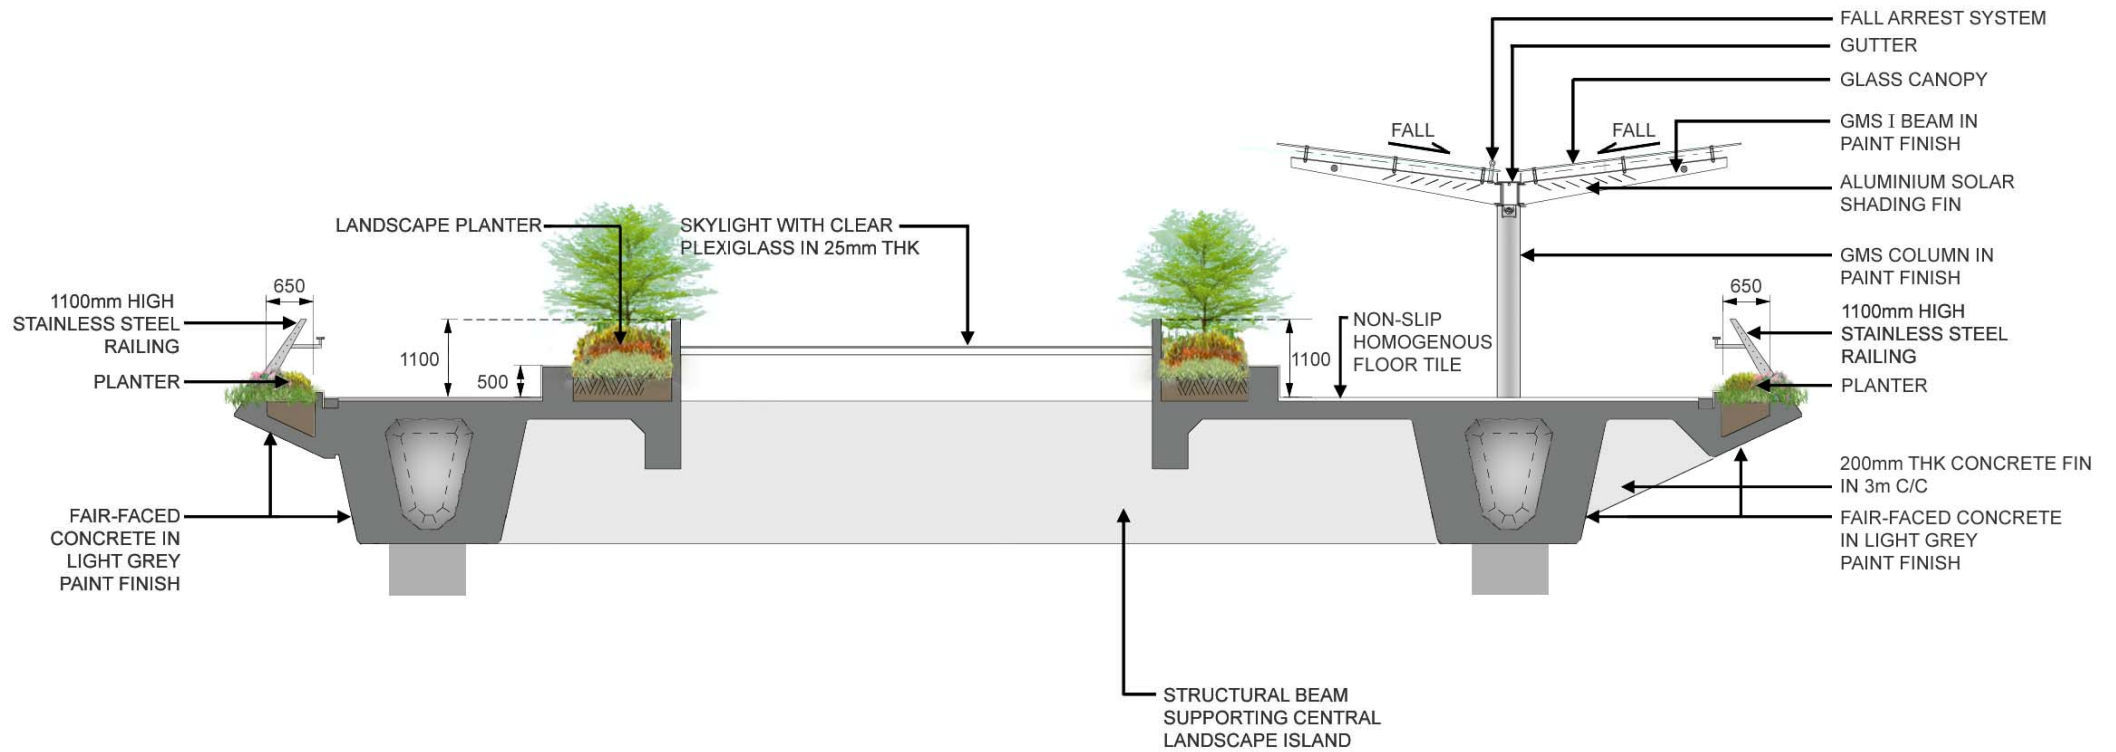 FALL ARREST SYSTEM
GUTTER
GLASS CANOPY
FALL
FALL
GMS I BEAM IN
PAINT FINISH
ALUMINIUM SOLAR
SHADING FIN
LANDSCAPE PLANTER
SKYLIGHT WITH CLEAR
PLEXIGLASS IN 25mm THK
GMS COLUMN IN
PAINT FINISH
650
650
1100mm HIGH
STAINLESS STEEL
RAILING
PLANTER
1100
500
1100
NON-SLIP
HOMOGENOUS
FLOOR TILE
1100mm HIGH
STAINLESS STEEL
RAILING
PLANTER
200mm THK CONCRETE FIN
IN 3m C/C
FAIR-FACED
CONCRETE IN
LIGHT GREY
PAINT FINISH
FAIR-FACED CONCRETE
IN LIGHT GREY
PAINT FINISH
STRUCTURAL BEAM
SUPPORTING CENTRAL
LANDSCAPE ISLAND